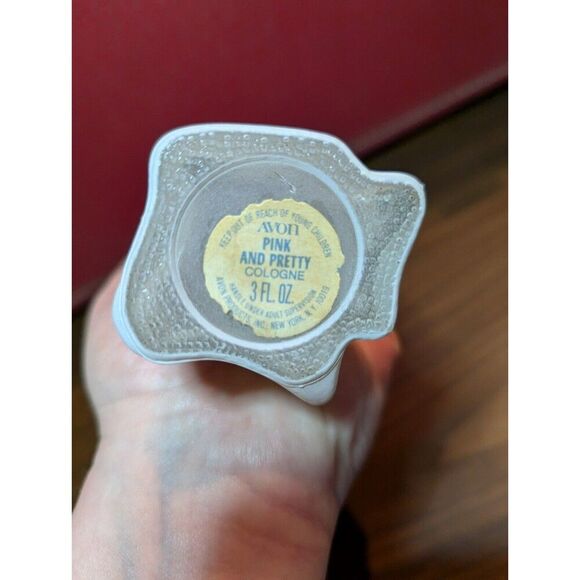 KEEP OUT OF REACH OF YOUNG CHILDREN
AVON
PINK
AND PRETTY
COLOGNE
3 FL. OZ.
HANDLE UNDER ADULT SUPERVISION
AVON PRODUCTS, INC., NEW YORK, N.Y. 10019